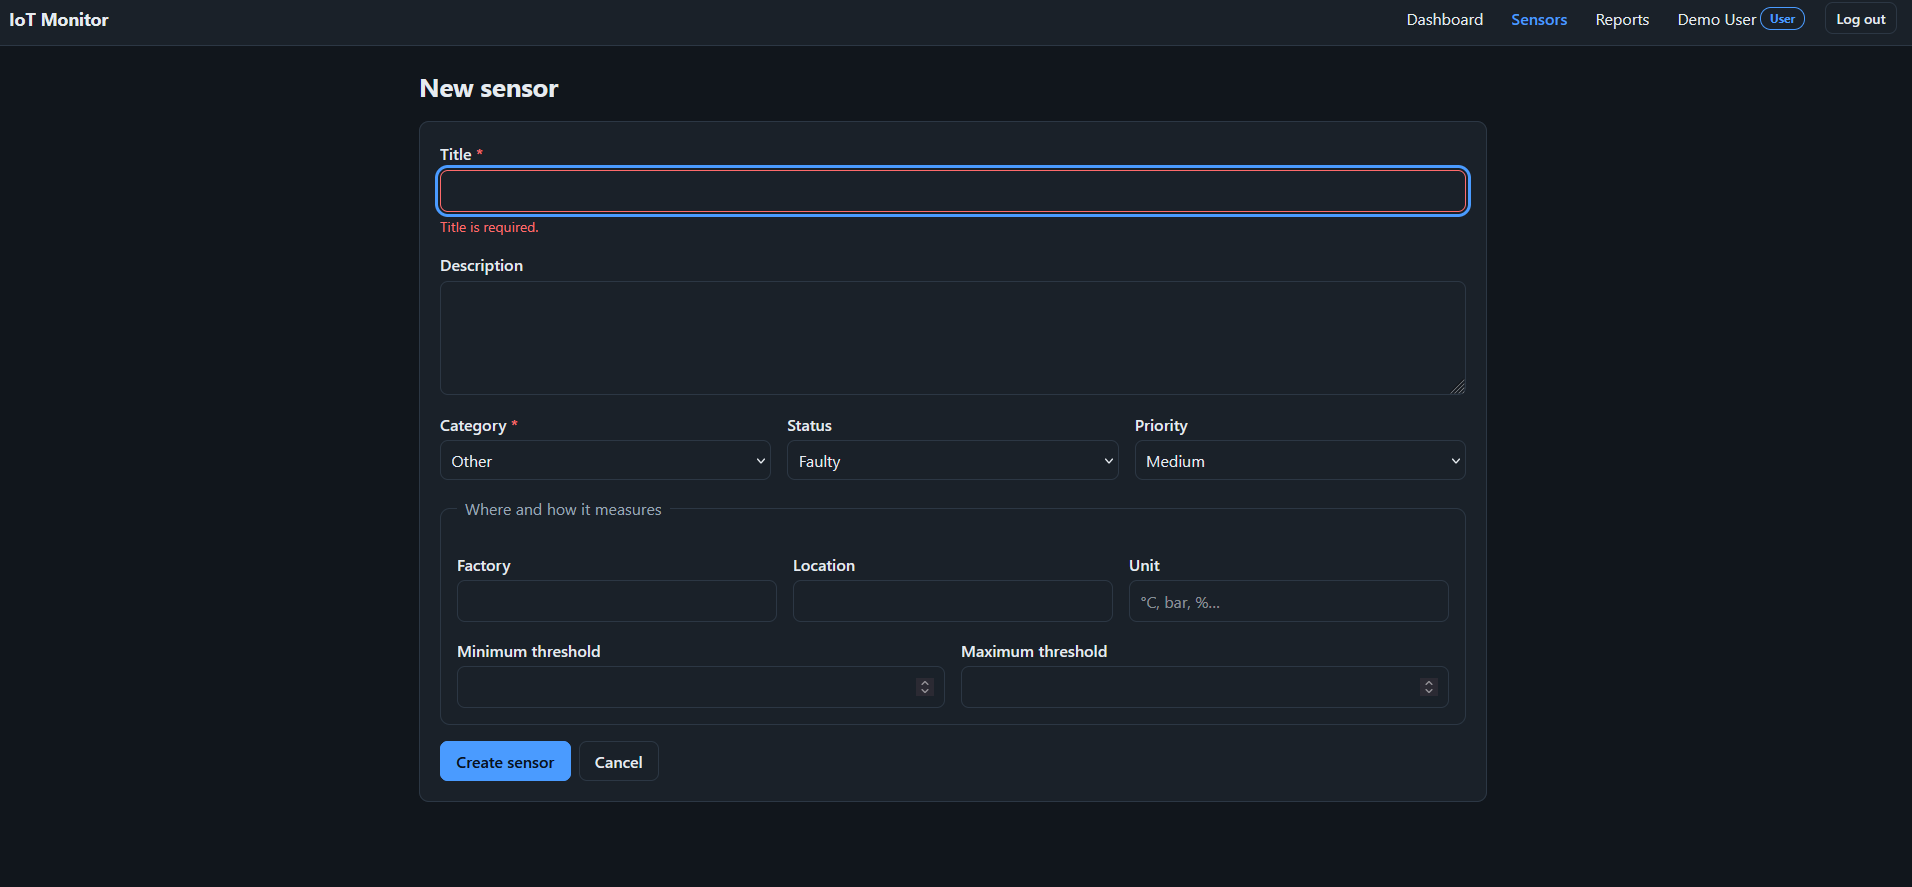 IoT Monitor
Dashboard Sensors Reports Demo User User Log out
New sensor
Title *
Title is required.
Description
Category * Status Priority
Other Faulty Medium
Where and how it measures
Factory Location Unit
°C, bar, %...
Minimum threshold Maximum threshold
Create sensor Cancel